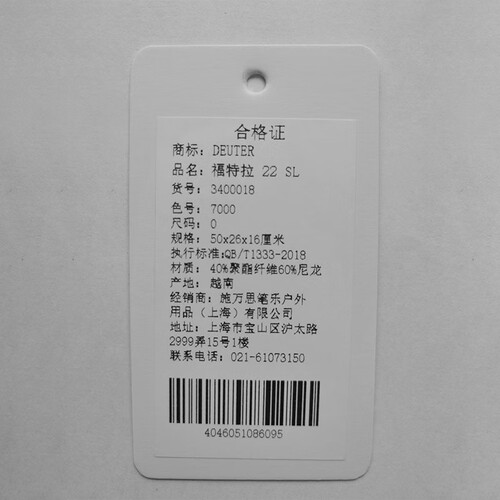 合格证
商标：DEUTER
品名：福特拉 22 SL
货号：3400018
色号：7000
尺码：0
规格：50x26x16厘米
执行标准:QB/T1333-2018
材质：40%聚酯纤维60%尼龙
产地：越南
经销商：施万思笔乐户外
用品（上海）有限公司
地址：上海市宝山区沪太路
2999弄15号1楼
联系电话：021-61073150
4046051086095